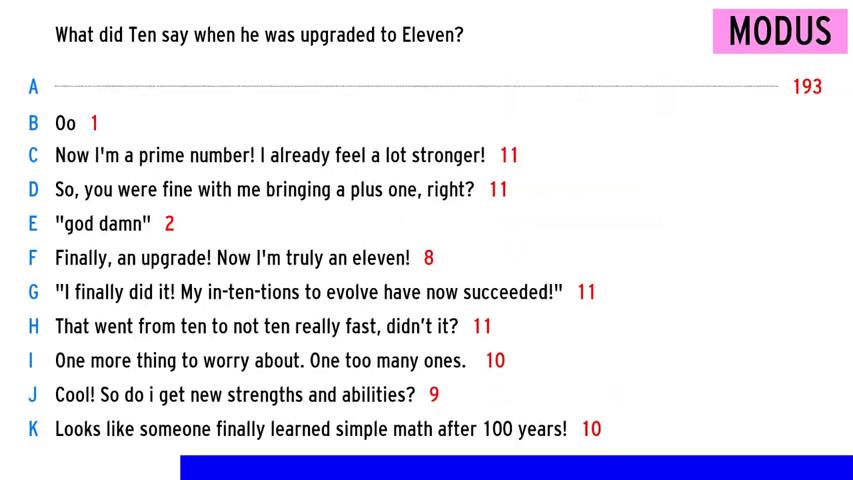 What did Ten say when he was upgraded to Eleven?
MODUS
A 193
B Oo 1
C Now I'm a prime number! I already feel a lot stronger! 11
D So, you were fine with me bringing a plus one, right? 11
E "god damn" 2
F Finally, an upgrade! Now I'm truly an eleven! 8
G "I finally did it! My in-ten-tions to evolve have now succeeded!" 11
H That went from ten to not ten really fast, didn't it? 11
I One more thing to worry about. One too many ones. 10
J Cool! So do i get new strengths and abilities? 9
K Looks like someone finally learned simple math after 100 years! 10